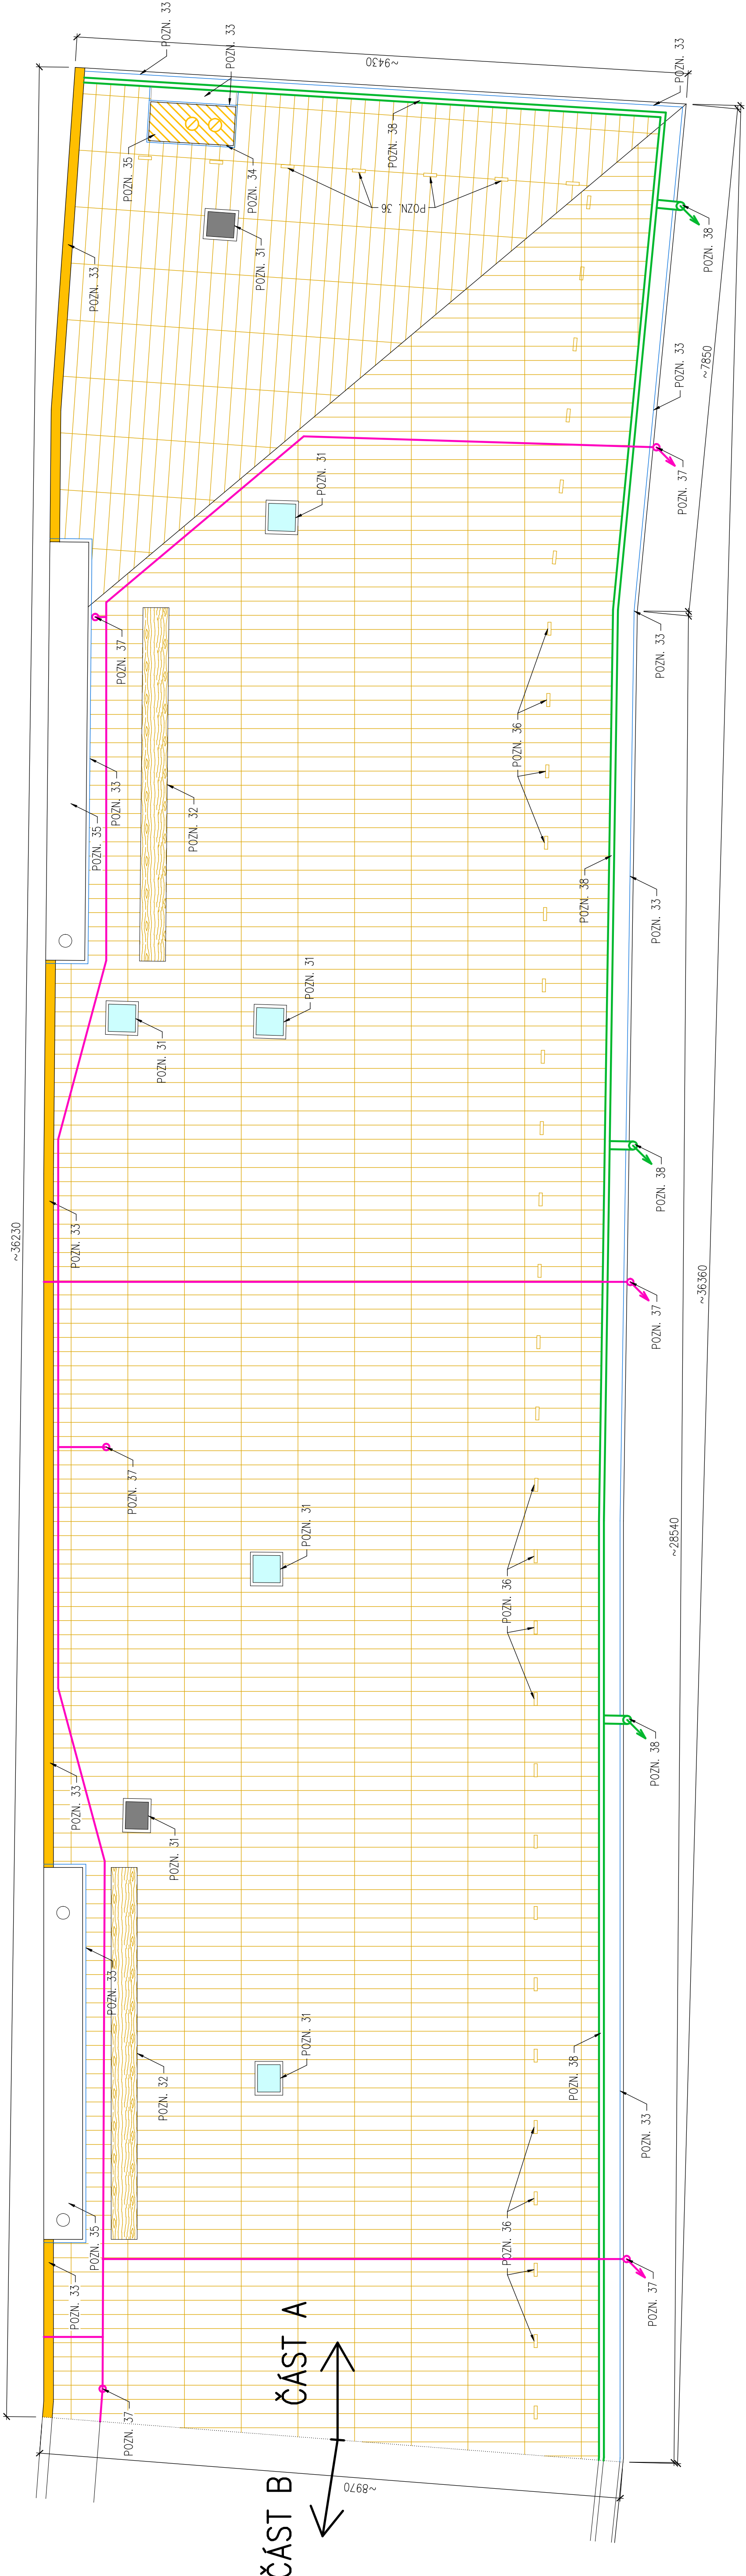 POZN. 33
POZN. 33
~9430
POZN. 33
POZN. 38
POZN. 35
POZN. 34
POZN. 36
POZN. 31
POZN. 38
POZN. 33
POZN. 33
~7850
POZN. 31
POZN. 37
POZN. 37
POZN. 33
POZN. 36
POZN. 33
POZN. 32
POZN. 35
POZN. 38
POZN. 33
POZN. 31
POZN. 31
POZN. 38
POZN. 33
~36230
~36360
POZN. 37
POZN. 37
POZN. 31
~28540
POZN. 36
POZN. 38
POZN. 33
POZN. 31
POZN. 33
POZN. 31
POZN. 32
POZN. 38
POZN. 33
POZN. 35
POZN. 36
POZN. 33
POZN. 37
ČÁST A
POZN. 37
ČÁST B
~8970